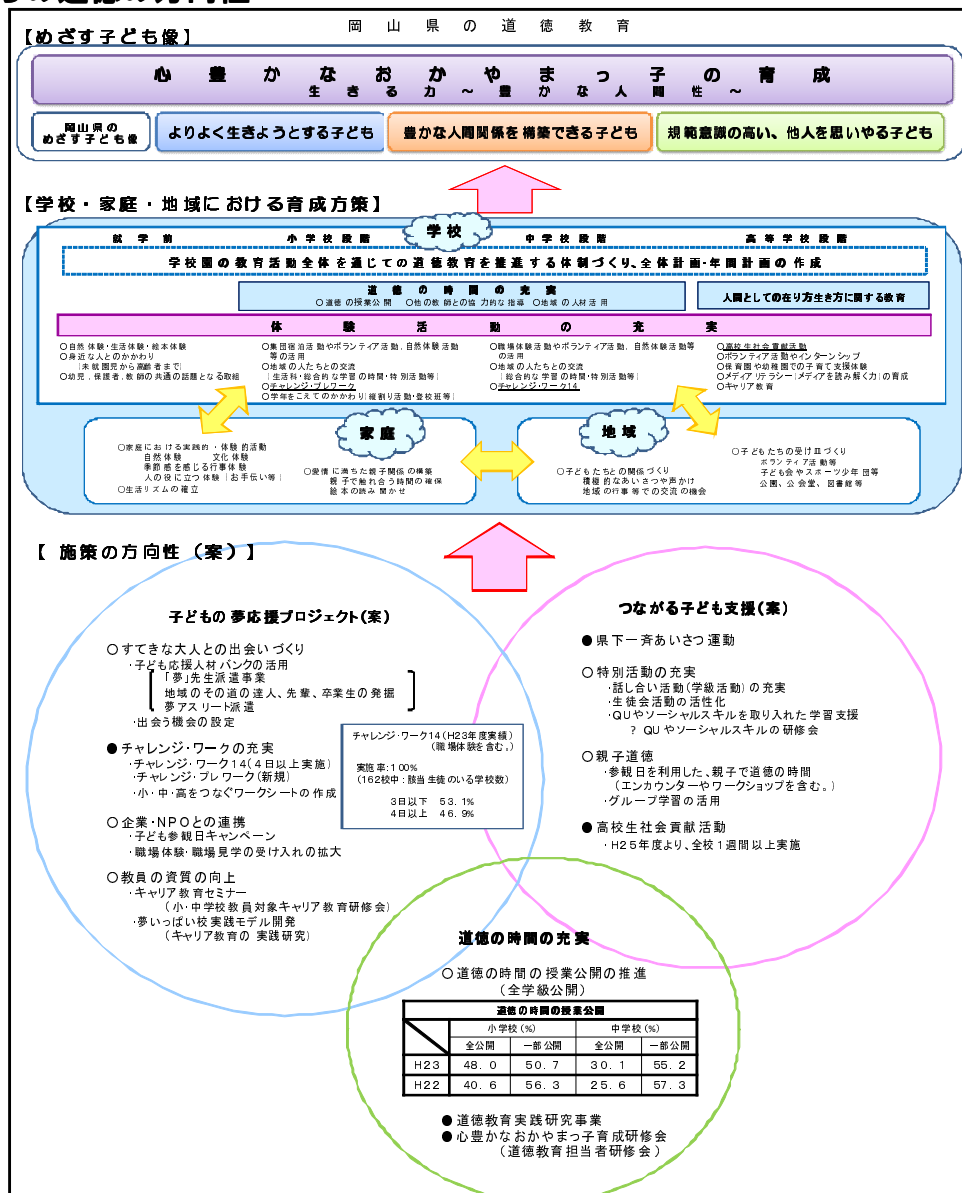 の道徳の方向性
岡山県の道徳教育
【めざす子ども像】
心豊かなおかやまっ子の育成
生きる力～豊かな人間性～
岡山県の
めざす子ども像
よりよく生きようとする子ども
豊かな人間関係を構築できる子ども
規範意識の高い、他人を思いやる子ども
【学校・家庭・地域における育成方策】
学校
就学前
小学校段階
中学校段階
高等学校段階
学校園の教育活動全体を通じての道徳教育を推進する体制づくり、全体計画・年間計画の作成
道徳の時間の充実
○道徳の授業公開 ○他の教師との協力的な指導 ○地域の人材活用
人間としての在り方生き方に関する教育
体験活動の充実
○自然体験・生活体験・絵本体験
○身近な人とのかかわり
[未就園児から高齢者まで]
○幼児、保護者、教師の共通の話題となる取組
○集団宿泊活動やボランティア活動、自然体験活動
等の活用
○地域の人たちとの交流
[生活科・総合的な学習の時間・特別活動等]
○チャレンジ・プレワーク
○学年をこえてのかかわり[縦割り活動・登校班等]
○職場体験活動やボランティア活動、自然体験活動等
の活用
○地域の人たちとの交流
[総合的な学習の時間・特別活動等]
○チャレンジ・ワーク14
○高校生社会貢献活動
○ボランティア活動やインターンシップ
○保育園や幼稚園での子育て支援体験
○メディアリテラシー[メディアを読み解く力]の育成
○キャリア教育
家庭
○家庭における実践的・体験的活動
自然体験 文化体験
季節感を感じる行事体験
人の役に立つ体験 [お手伝い等]
○生活リズムの確立
○愛情に満ちた親子関係の構築
親子で触れ合う時間の確保
絵本の読み聞かせ
地域
○子どもたちとの関係づくり
積極的なあいさつや声かけ
地域の行事等での交流の機会
○子どもたちの受け皿づくり
ボランティア活動等
子ども会やスポーツ少年団等
公園、公会堂、図書館等
【 施策の方向性（案）】
子どもの夢応援プロジェクト(案)
○すてきな大人との出会いづくり
・子ども応援人材バンクの活用
「夢」先生派遣事業
地域のその道の達人、先輩、卒業生の発掘
夢アスリート派遣
・出会う機会の設定
●チャレンジ・ワークの充実
・チャレンジ・ワーク14(4日以上実施)
・チャレンジ・プレワーク(新規)
・小・中・高をつなぐワークシートの作成
○企業・NPOとの連携
・子ども参観日キャンペーン
・職場体験・職場見学の受け入れの拡大
○教員の資質の向上
・キャリア教育セミナー
(小・中学校教員対象キャリア教育研修会)
・夢いっぱい校実践モデル開発
(キャリア教育の実践研究)
チャレンジ・ワーク14(H23年度実績)
(職場体験を含む。)
実施率:100%
(162校中:該当生徒のいる学校数)
3日以下 53.1%
4日以上 46.9%
つながる子ども支援(案)
●県下一斉あいさつ運動
○特別活動の充実
・話し合い活動(学級活動)の充実
・生徒会活動の活性化
・QUやソーシャルスキルを取り入れた学習支援
? QUやソーシャルスキルの研修会
○親子道徳
・参観日を利用した、親子で道徳の時間
(エンカウンターやワークショップを含む。)
・グループ学習の活用
●高校生社会貢献活動
・H25年度より、全校1週間以上実施
道徳の時間の充実
○道徳の時間の授業公開の推進
(全学級公開)
道徳の時間の授業公開
小学校(%) 中学校(%)
全公開 一部公開 全公開 一部公開
H23 48.0 50.7 30.1 55.2
H22 40.6 56.3 25.6 57.3
●道徳教育実践研究事業
●心豊かなおかやまっ子育成研修会
(道徳教育担当者研修会)